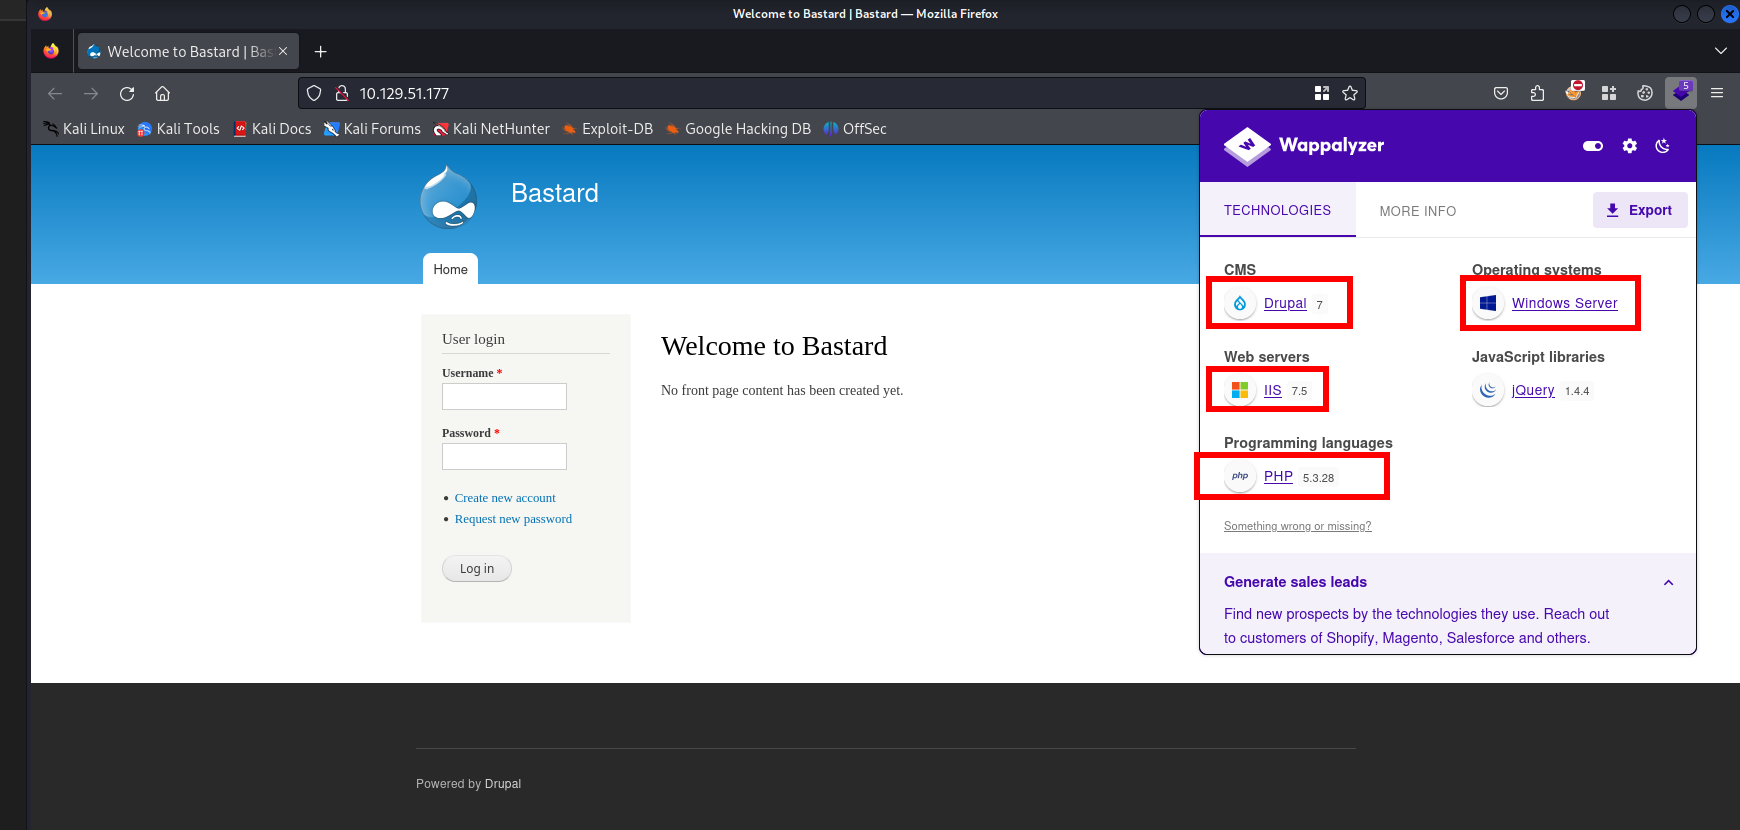 Welcome to Bastard | Bastard — Mozilla Firefox
Welcome to Bastard | Bas
10.129.51.177
5
Kali Linux
Kali Tools
Kali Docs
Kali Forums
Kali NetHunter
Exploit-DB
Google Hacking DB
OffSec
Bastard
Home
User login
Username *
Password *
Create new account
Request new password
Log in
Welcome to Bastard
No front page content has been created yet.
Powered by Drupal
Wappalyzer
TECHNOLOGIES
MORE INFO
Export
CMS
Drupal 7
Operating systems
Windows Server
Web servers
IIS 7.5
JavaScript libraries
jQuery 1.4.4
Programming languages
php
PHP 5.3.28
Something wrong or missing?
Generate sales leads
Find new prospects by the technologies they use. Reach out
to customers of Shopify, Magento, Salesforce and others.